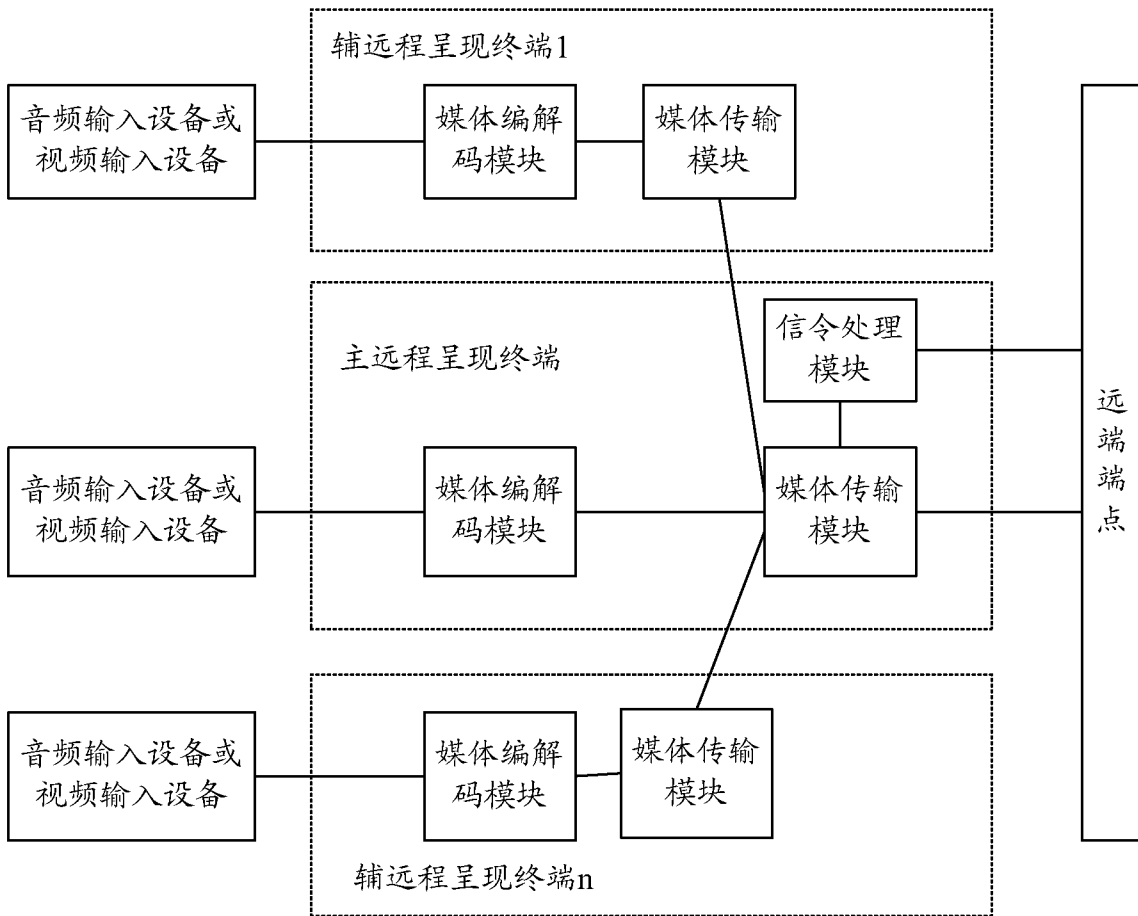 辅远程呈现终端1
音频输入设备或
视频输入设备
媒体编解
码模块
媒体传输
模块
主远程呈现终端
信令处理
模块
音频输入设备或
视频输入设备
媒体编解
码模块
媒体传输
模块
远
端
端
点
音频输入设备或
视频输入设备
媒体编解
码模块
媒体传输
模块
辅远程呈现终端n